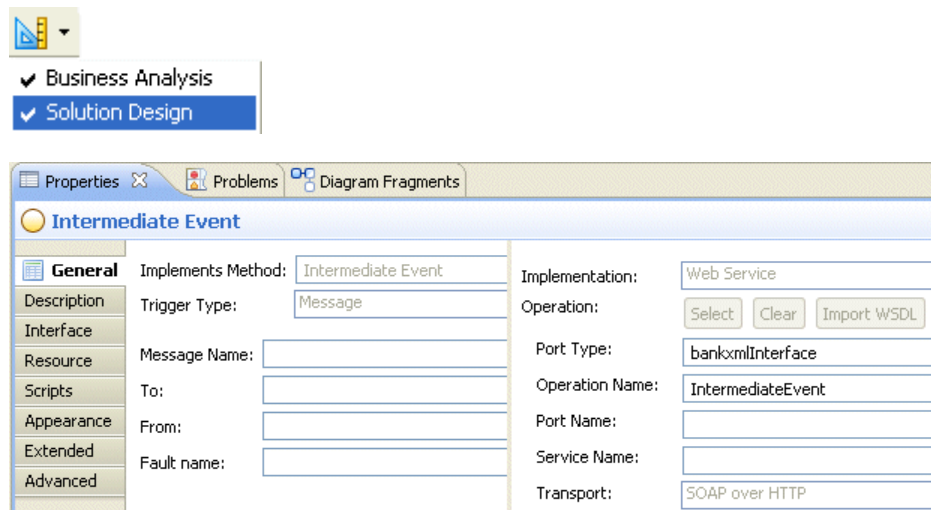 Business Analysis
Solution Design
Properties Problems Diagram Fragments
Intermediate Event
General
Description
Interface
Resource
Scripts
Appearance
Extended
Advanced
Implements Method: Intermediate Event
Trigger Type: Message
Message Name:
To:
From:
Fault name:
Implementation: Web Service
Operation: Select Clear Import WSDL
Port Type: bankxmlInterface
Operation Name: IntermediateEvent
Port Name:
Service Name:
Transport: SOAP over HTTP